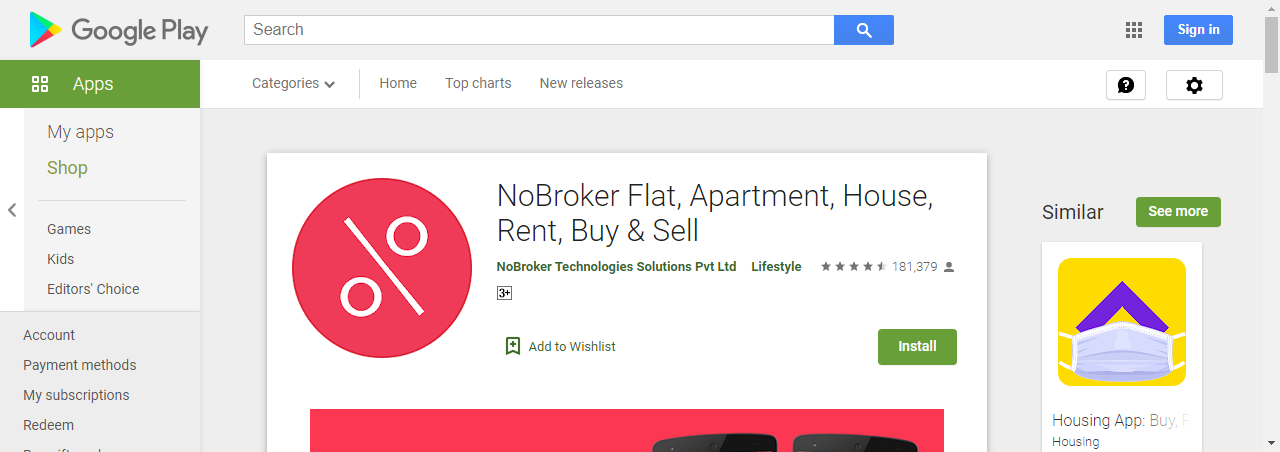 Google Play
Search
Sign in
Apps
Categories
Home
Top charts
New releases
My apps
Shop
Games
Kids
Editors' Choice
Account
Payment methods
My subscriptions
Redeem
NoBroker Flat, Apartment, House,
Rent, Buy & Sell
NoBroker Technologies Solutions Pvt Ltd
Lifestyle
181,379
3+
Add to Wishlist
Install
Similar
See more
Housing App: Buy, R
Housing